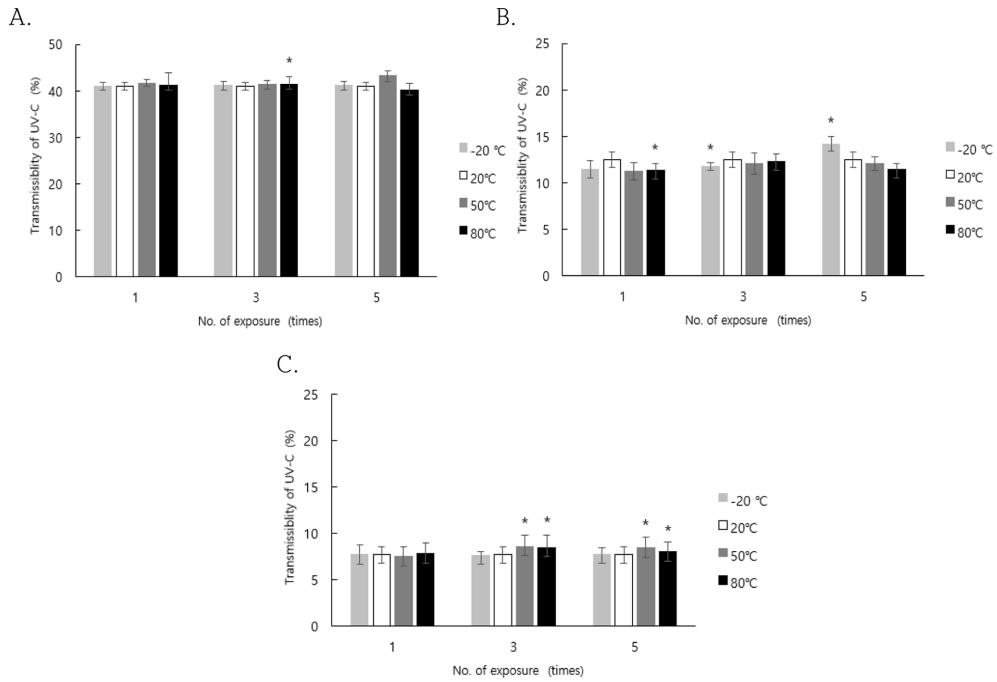 A.
Transmissiblity of UV-C (%)
50
40
30
20
10
0
*
1 3 5
No. of exposure (times)
-20 ℃
20℃
50℃
80℃
B.
Transmissiblity of UV-C (%)
25
20
15
10
5
0
* * *
1 3 5
No. of exposure (times)
-20 ℃
20℃
50℃
80℃
C.
Transmissiblity of UV-C (%)
25
20
15
10
5
0
* * * *
1 3 5
No. of exposure (times)
-20 ℃
20℃
50℃
80℃